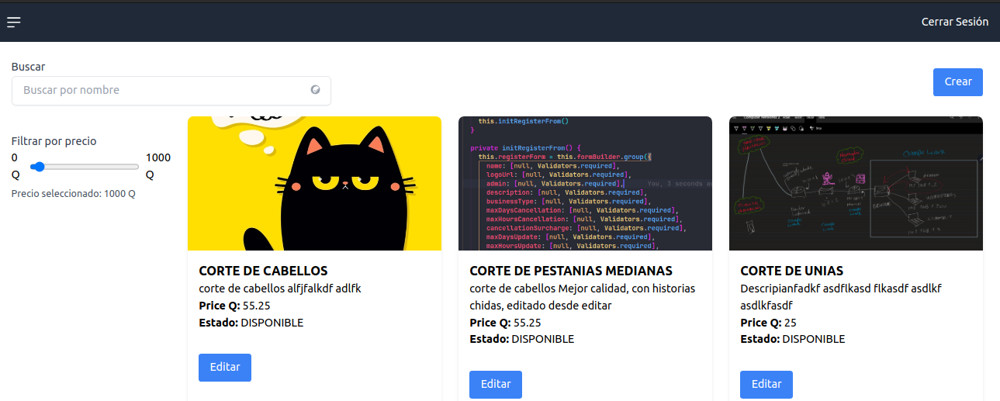 Cerrar Sesión
Buscar
Buscar por nombre
Crear
Filtrar por precio
0 Q
1000 Q
Precio seleccionado: 1000 Q
this.initRegisterFrom()
}
private initRegisterFrom() {
this.registerForm = this.formBuilder.group({
name: [null, Validators.required],
logoUrl: [null, Validators.required],
admin: [null, Validators.required], You, 3 seconds
description: [null, Validators.required],
businessType: [null, Validators.required],
maxDaysCancellation: [null, Validators.required],
maxHoursCancellation: [null, Validators.required],
cancellationSurcharge: [null, Validators.required],
maxDaysUpdate: [null, Validators.required],
maxHoursUpdate: [null, Validators.required],
CORTE DE CABELLOS
corte de cabellos alfjfalkdf adlfk
Price Q: 55.25
Estado: DISPONIBLE
Editar
CORTE DE PESTANIAS MEDIANAS
corte de cabellos Mejor calidad, con historias
chidas, editado desde editar
Price Q: 55.25
Estado: DISPONIBLE
Editar
CORTE DE UNIAS
Descripianfadkf asdflkasd flkasdf asdlkf
asdlkfasdf
Price Q: 25
Estado: DISPONIBLE
Editar